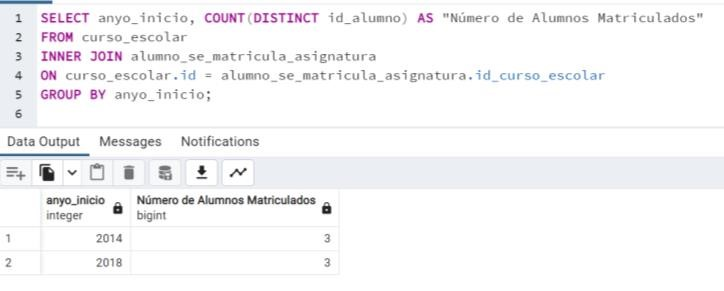 1 SELECT anyo_inicio, COUNT(DISTINCT id_alumno) AS "Número de Alumnos Matriculados"
2 FROM curso_escolar
3 INNER JOIN alumno_se_matricula_asignatura
4 ON curso_escolar.id = alumno_se_matricula_asignatura.id_curso_escolar
5 GROUP BY anyo_inicio;
6
Data Output Messages Notifications
anyo_inicio Número de Alumnos Matriculados
integer bigint
1 2014 3
2 2018 3